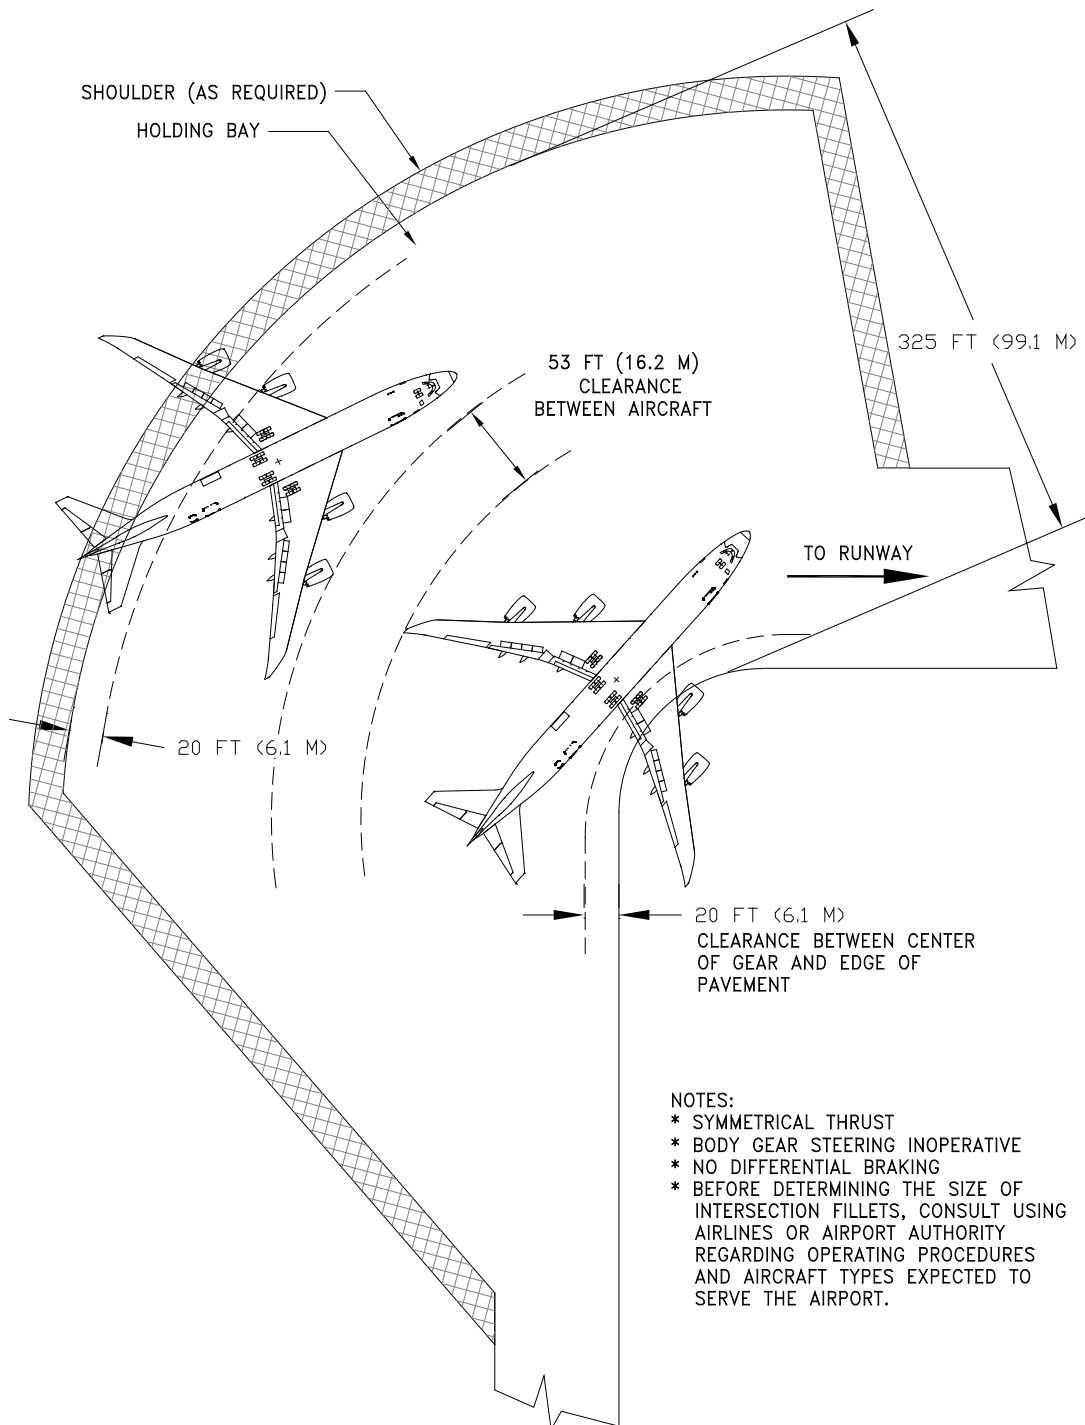 SHOULDER (AS REQUIRED)
HOLDING BAY
325 FT (99.1 M)
53 FT (16.2 M)
CLEARANCE
BETWEEN AIRCRAFT
TO RUNWAY
20 FT (6.1 M)
20 FT (6.1 M)
CLEARANCE BETWEEN CENTER
OF GEAR AND EDGE OF
PAVEMENT
NOTES:
* SYMMETRICAL THRUST
* BODY GEAR STEERING INOPERATIVE
* NO DIFFERENTIAL BRAKING
* BEFORE DETERMINING THE SIZE OF
INTERSECTION FILLETS, CONSULT USING
AIRLINES OR AIRPORT AUTHORITY
REGARDING OPERATING PROCEDURES
AND AIRCRAFT TYPES EXPECTED TO
SERVE THE AIRPORT.